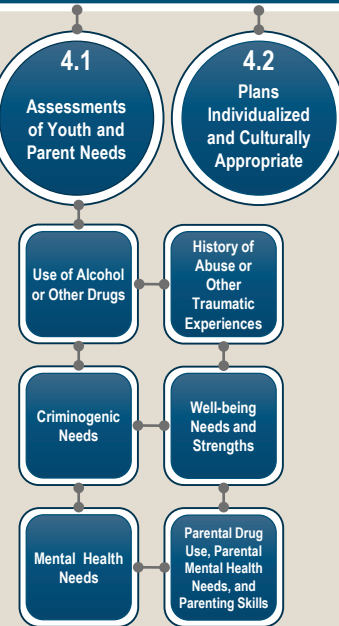 4.1
Assessments
of Youth and
Parent Needs
4.2
Plans
Individualized
and Culturally
Appropriate
Use of Alcohol
or Other Drugs
History of
Abuse or
Other
Traumatic
Experiences
Criminogenic
Needs
Well-being
Needs and
Strengths
Mental Health
Needs
Parental Drug
Use, Parental
Mental Health
Needs, and
Parenting Skills